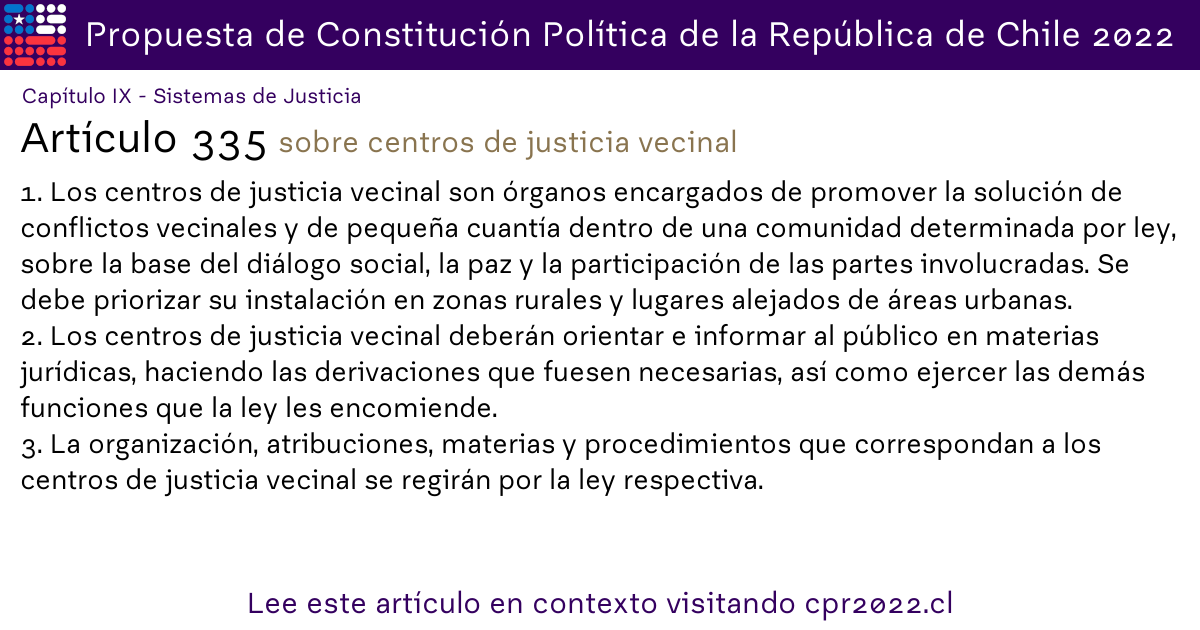 Propuesta de Constitución Política de la República de Chile 2022
Capítulo IX - Sistemas de Justicia
Artículo 335 sobre centros de justicia vecinal
1. Los centros de justicia vecinal son órganos encargados de promover la solución de
conflictos vecinales y de pequeña cuantía dentro de una comunidad determinada por ley,
sobre la base del diálogo social, la paz y la participación de las partes involucradas. Se
debe priorizar su instalación en zonas rurales y lugares alejados de áreas urbanas.
2. Los centros de justicia vecinal deberán orientar e informar al público en materias
jurídicas, haciendo las derivaciones que fuesen necesarias, así como ejercer las demás
funciones que la ley les encomiende.
3. La organización, atribuciones, materias y procedimientos que correspondan a los
centros de justicia vecinal se regirán por la ley respectiva.
Lee este artículo en contexto visitando cpr2022.cl